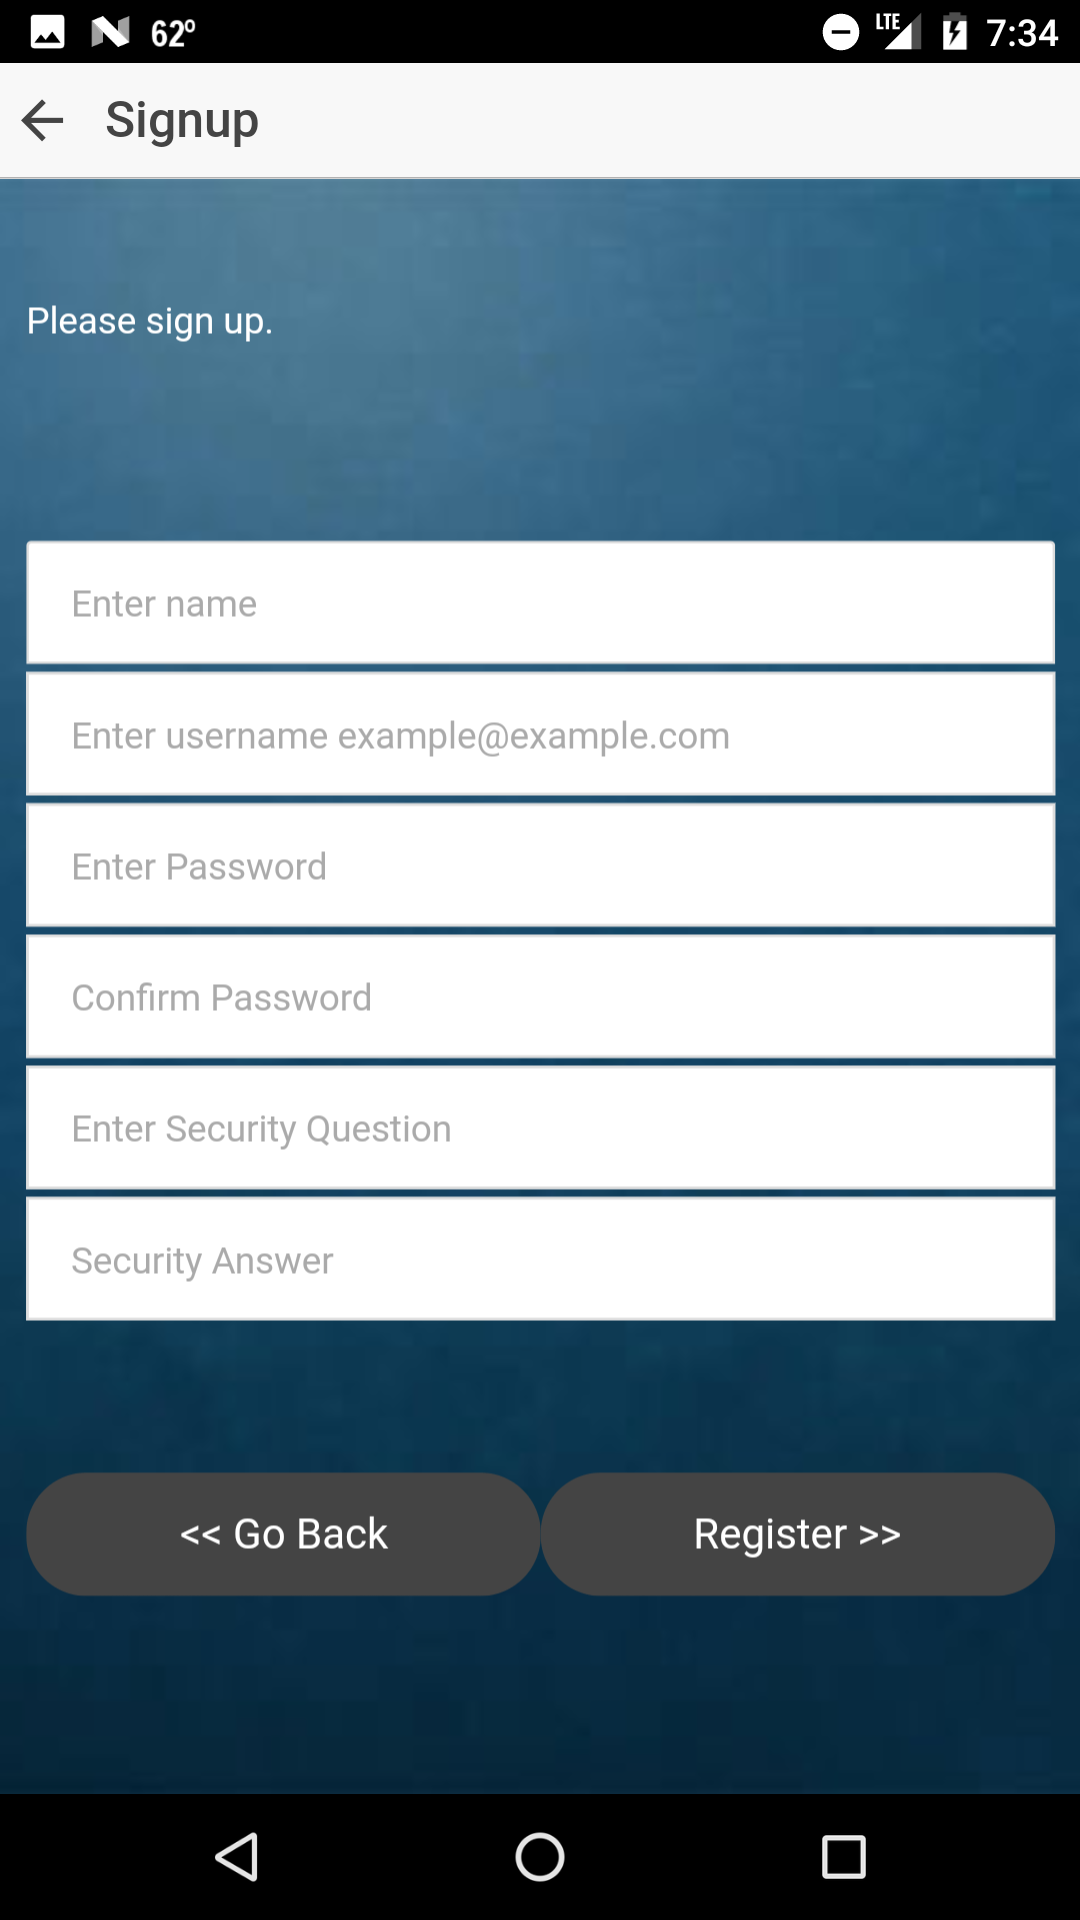 62º LTE 7:34
Signup
Please sign up.
Enter name
Enter username example@example.com
Enter Password
Confirm Password
Enter Security Question
Security Answer
<< Go Back Register >>